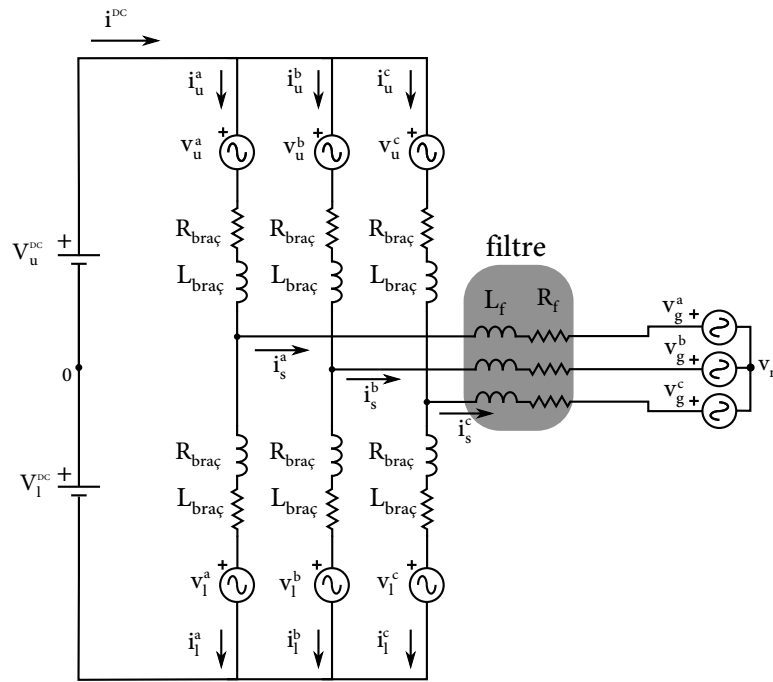 i^DC
i_u^a i_u^b i_u^c
+ + +
v_u^a v_u^b v_u^c
R_braç R_braç R_braç
V_u^DC +
filtre
L_braç L_braç L_braç
L_f R_f
v_g^a +
i_s^a
v_g^b +
0
i_s^b
v_g^c +
i_s^c
R_braç R_braç R_braç
V_l^DC +
L_braç L_braç L_braç
+ + +
v_l^a v_l^b v_l^c
i_l^a i_l^b i_l^c